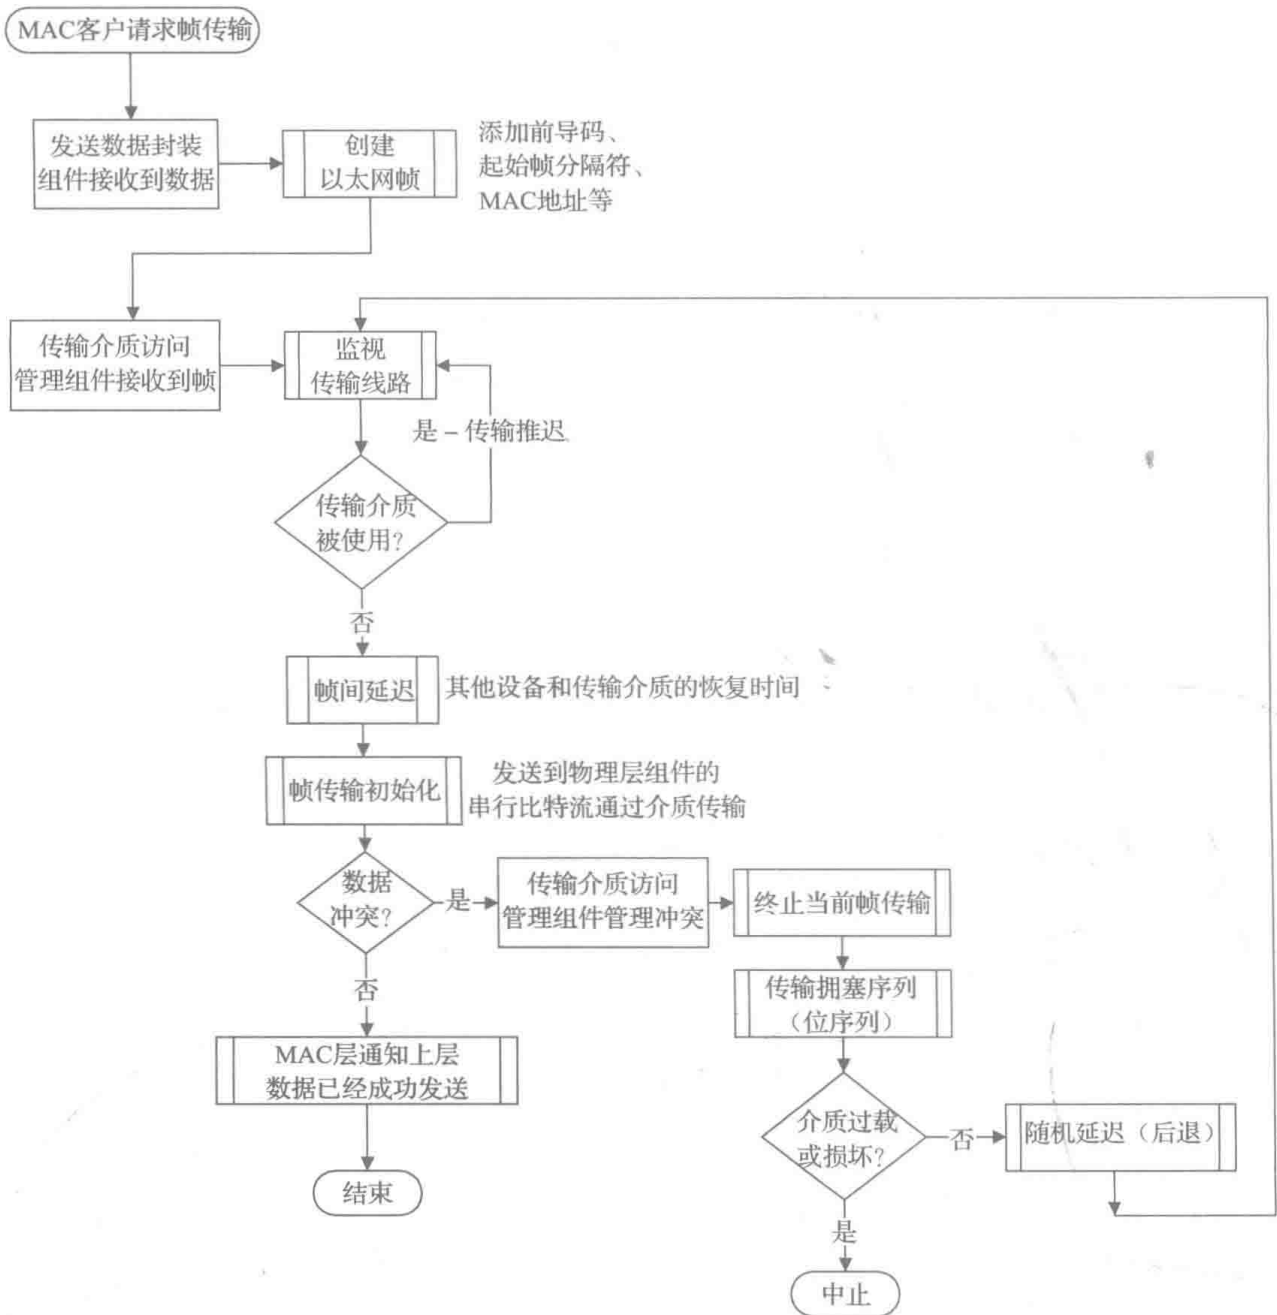 MAC客户请求帧传输
发送数据封装
组件接收到数据
创建
以太网帧
添加前导码、
起始帧分隔符、
MAC地址等
传输介质访问
管理组件接收到帧
监视
传输线路
是 – 传输推迟
传输介质
被使用？
否
帧间延迟
其他设备和传输介质的恢复时间
帧传输初始化
发送到物理层组件的
串行比特流通过介质传输
数据
冲突？
是
传输介质访问
管理组件管理冲突
终止当前帧传输
传输拥塞序列
（位序列）
否
MAC层通知上层
数据已经成功发送
结束
介质过载
或损坏？
否
随机延迟（后退）
是
中止